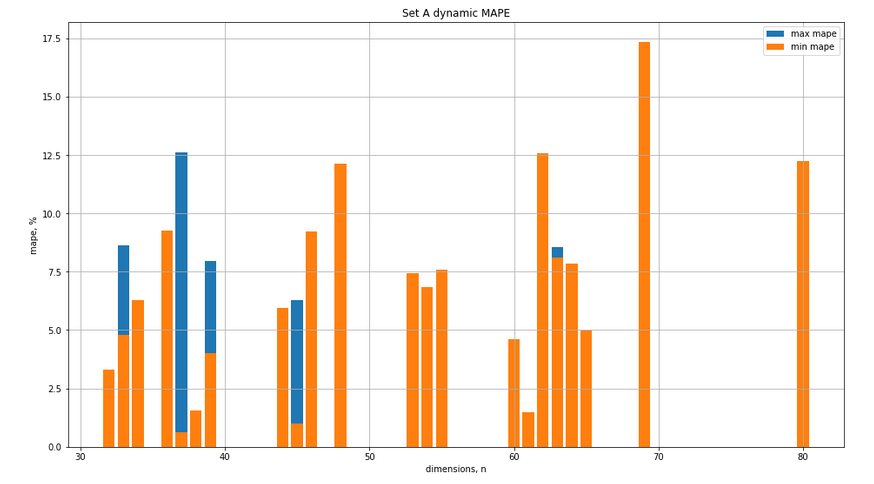 Set A dynamic MAPE
max mape
min mape
mape, %
17.5
15.0
12.5
10.0
7.5
5.0
2.5
0.0
30 40 50 60 70 80
dimensions, n